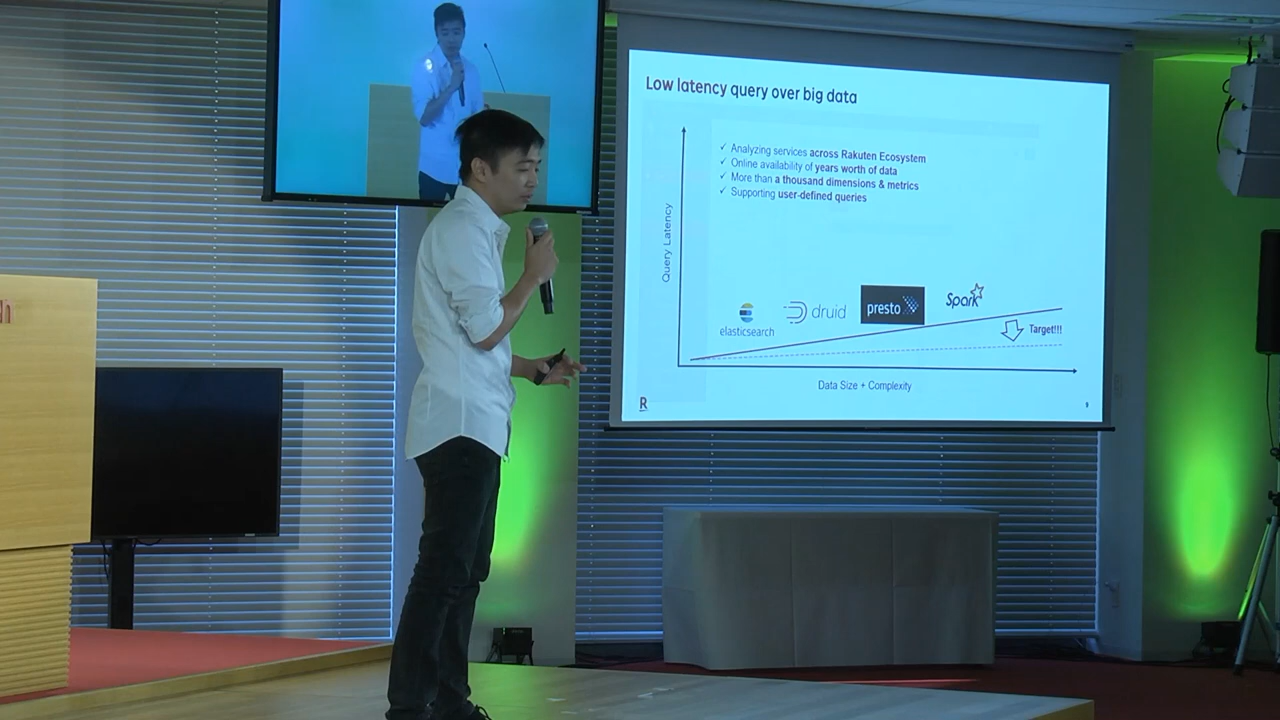 Low latency query over big data
✓ Analyzing services across Rakuten Ecosystem
✓ Online availability of years worth of data
✓ More than a thousand dimensions & metrics
✓ Supporting user-defined queries
Query Latency
elasticsearch
druid
presto
Spark
Target!!!
Data Size + Complexity
R
9